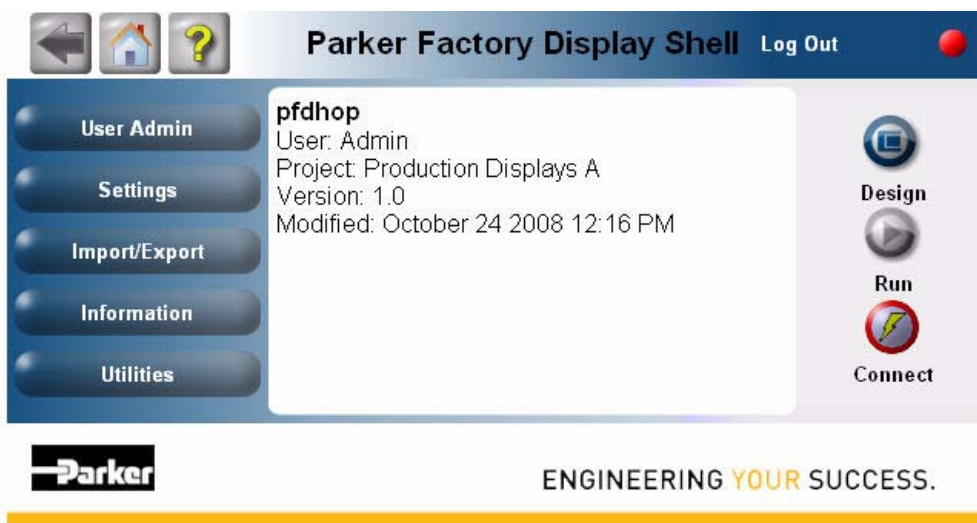 Parker Factory Display Shell
Log Out
User Admin
Settings
Import/Export
Information
Utilities
pfdhop
User: Admin
Project: Production Displays A
Version: 1.0
Modified: October 24 2008 12:16 PM
Design
Run
Connect
Parker
ENGINEERING YOUR SUCCESS.